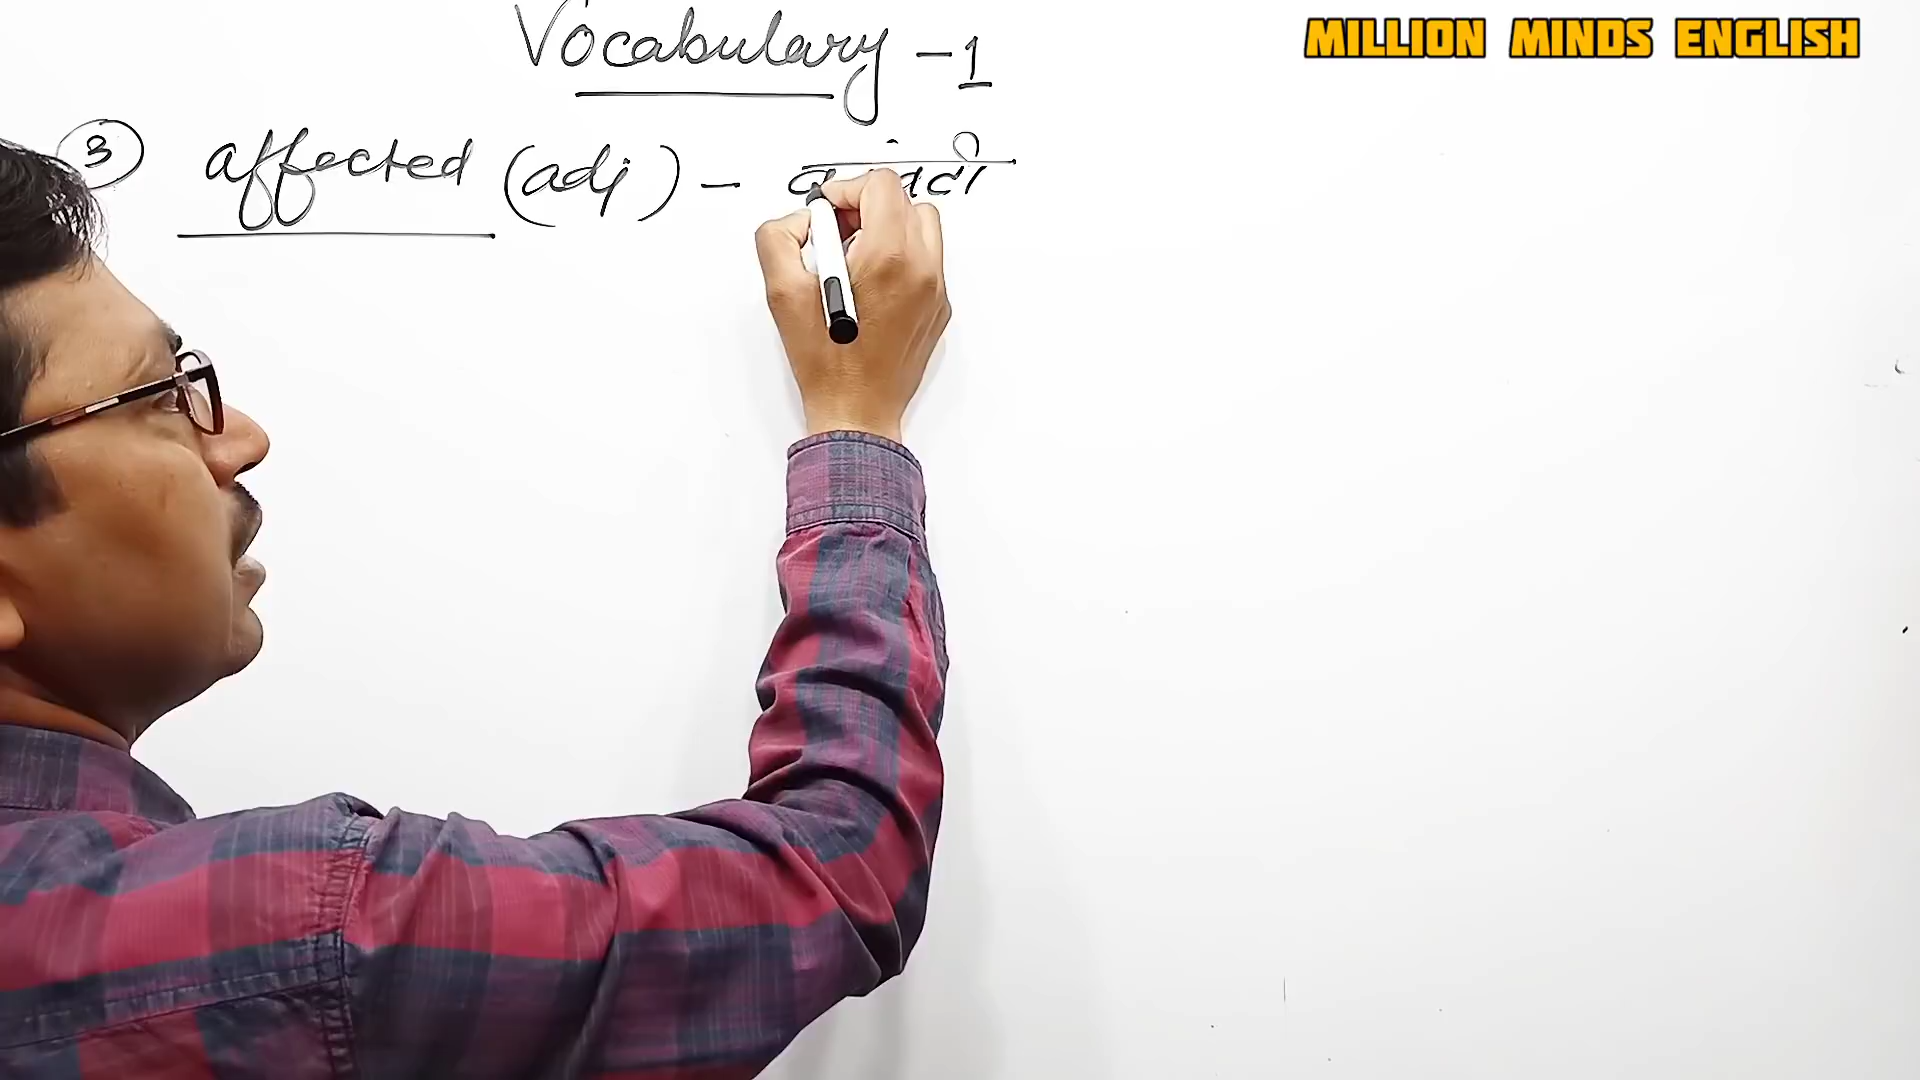 Vocabulary - 1
MILLION MINDS ENGLISH
3 affected (adj) -